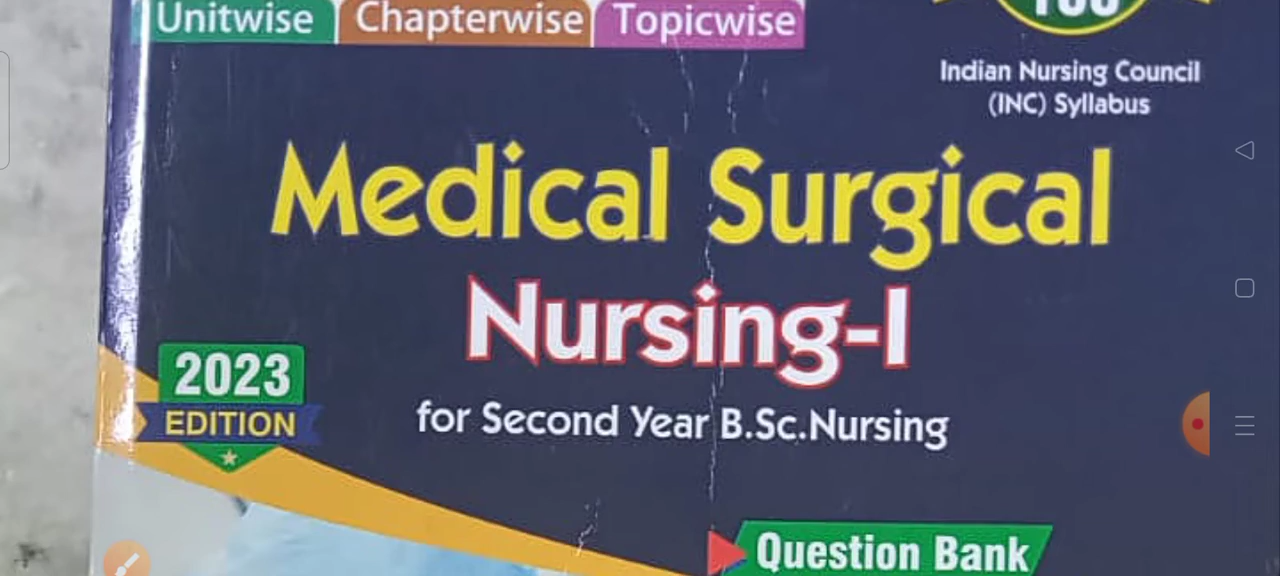 Unitwise
Chapterwise
Topicwise
Indian Nursing Council
(INC) Syllabus
Medical Surgical
Nursing-I
2023
EDITION
for Second Year B.Sc.Nursing
Question Bank